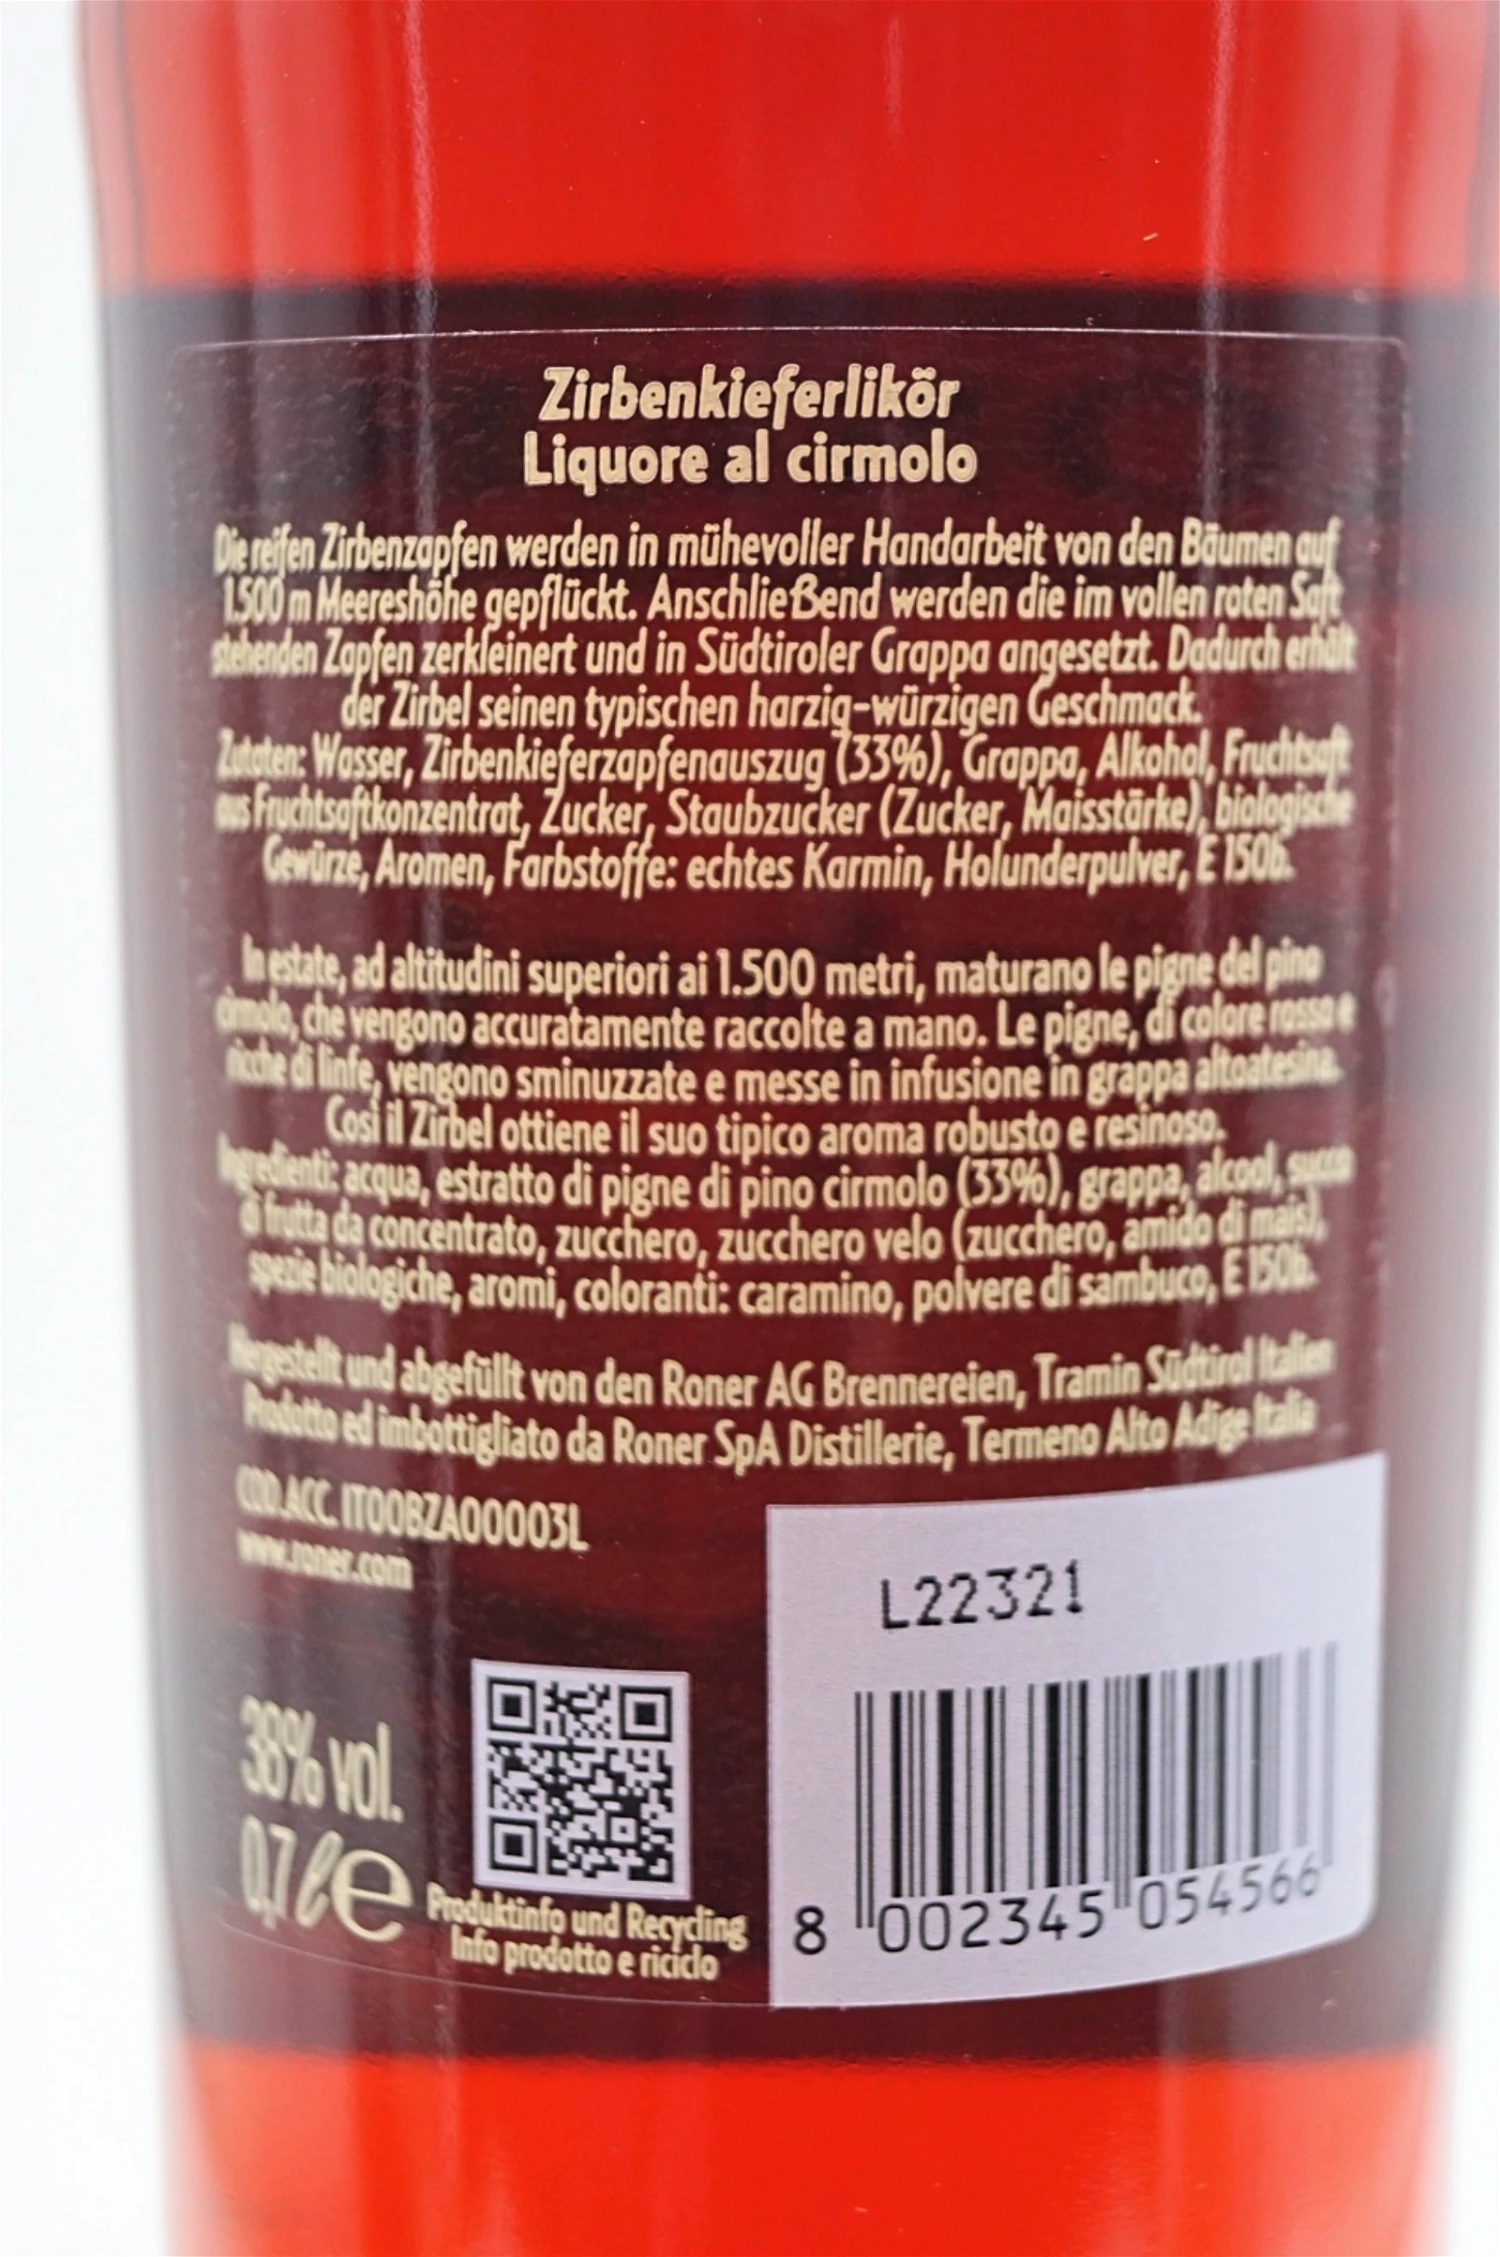 Zirbenkieferlikör
Liquore al cirmolo
Die reifen Zirbenzapfen werden in mühevoller Handarbeit von den Bäumen auf
1.500 m Meereshöhe gepflückt. Anschließend werden die im vollen roten Saft
stehenden Zapfen zerkleinert und in Südtiroler Grappa angesetzt. Dadurch erhält
der Zirbel seinen typischen harzig-würzigen Geschmack.
Zutaten: Wasser, Zirbenkieferzapfenauszug (33%), Grappa, Alkohol, Fruchtsaft
aus Fruchtsaftkonzentrat, Zucker, Staubzucker (Zucker, Maisstärke), biologische
Gewürze, Aromen, Farbstoffe: echtes Karmin, Holunderpulver, E 150b.
In estate, ad altitudini superiori ai 1.500 metri, maturano le pigne del pino
cirmolo, che vengono accuratamente raccolte a mano. Le pigne, di colore rosso e
ricche di linfe, vengono sminuzzate e messe in infusione in grappa altoatesina.
Così il Zirbel ottiene il suo tipico aroma robusto e resinoso.
Ingredienti: acqua, estratto di pigne di pino cirmolo (33%), grappa, alcool, succo
di frutta da concentrato, zucchero, zucchero velo (zucchero, amido di mais),
spezie biologiche, aromi, coloranti: caramino, polvere di sambuco, E 150b.
Hergestellt und abgefüllt von den Roner AG Brennereien, Tramin Südtirol Italien
Prodotto ed imbottigliato da Roner SpA Distillerie, Termeno Alto Adige Italia
COD.ACC. IT00BZA00003L
www.roner.com
L22321
38% vol.
0,7 ℓ e
Produktinfo und Recycling
Info prodotto e riciclo
8 002345 054566